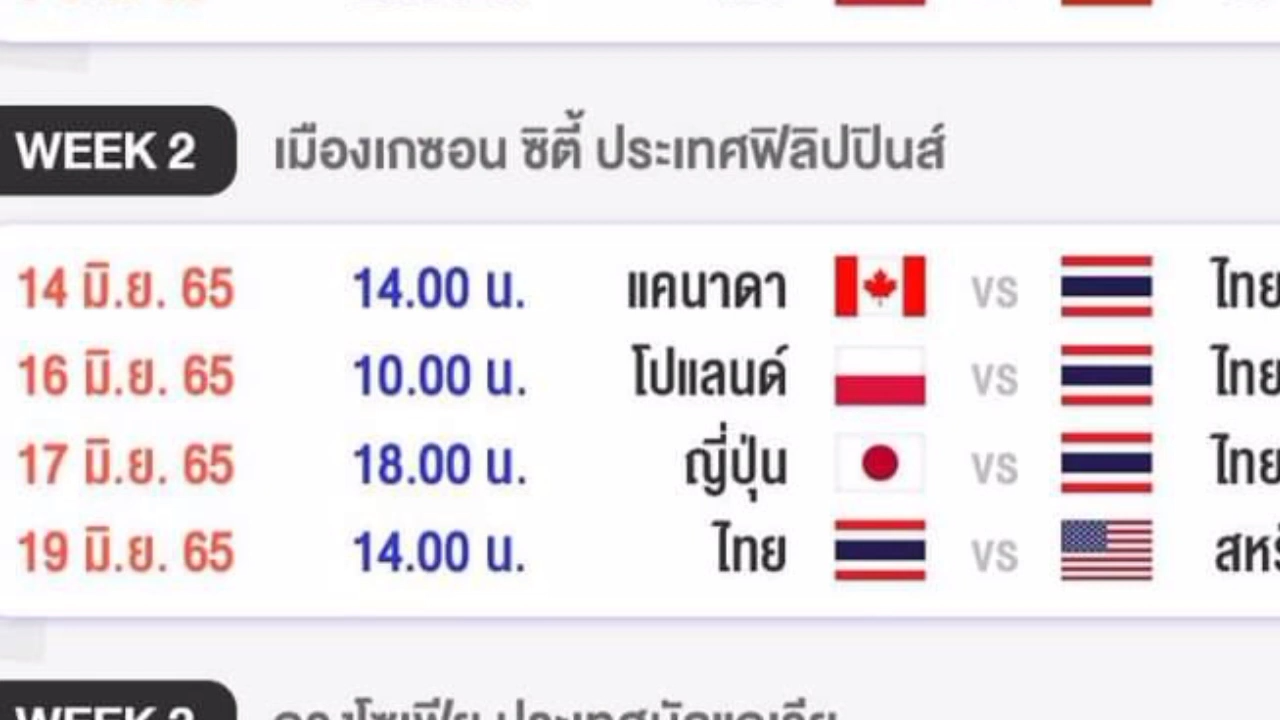 WEEK 2 เมืองเกซอน ซิตี้ ประเทศฟิลิปปินส์
14 มิ.ย. 65 14.00 น. แคนาดา VS ไทย
16 มิ.ย. 65 10.00 น. โปแลนด์ VS ไทย
17 มิ.ย. 65 18.00 น. ญี่ปุ่น VS ไทย
19 มิ.ย. 65 14.00 น. ไทย VS
WEEK